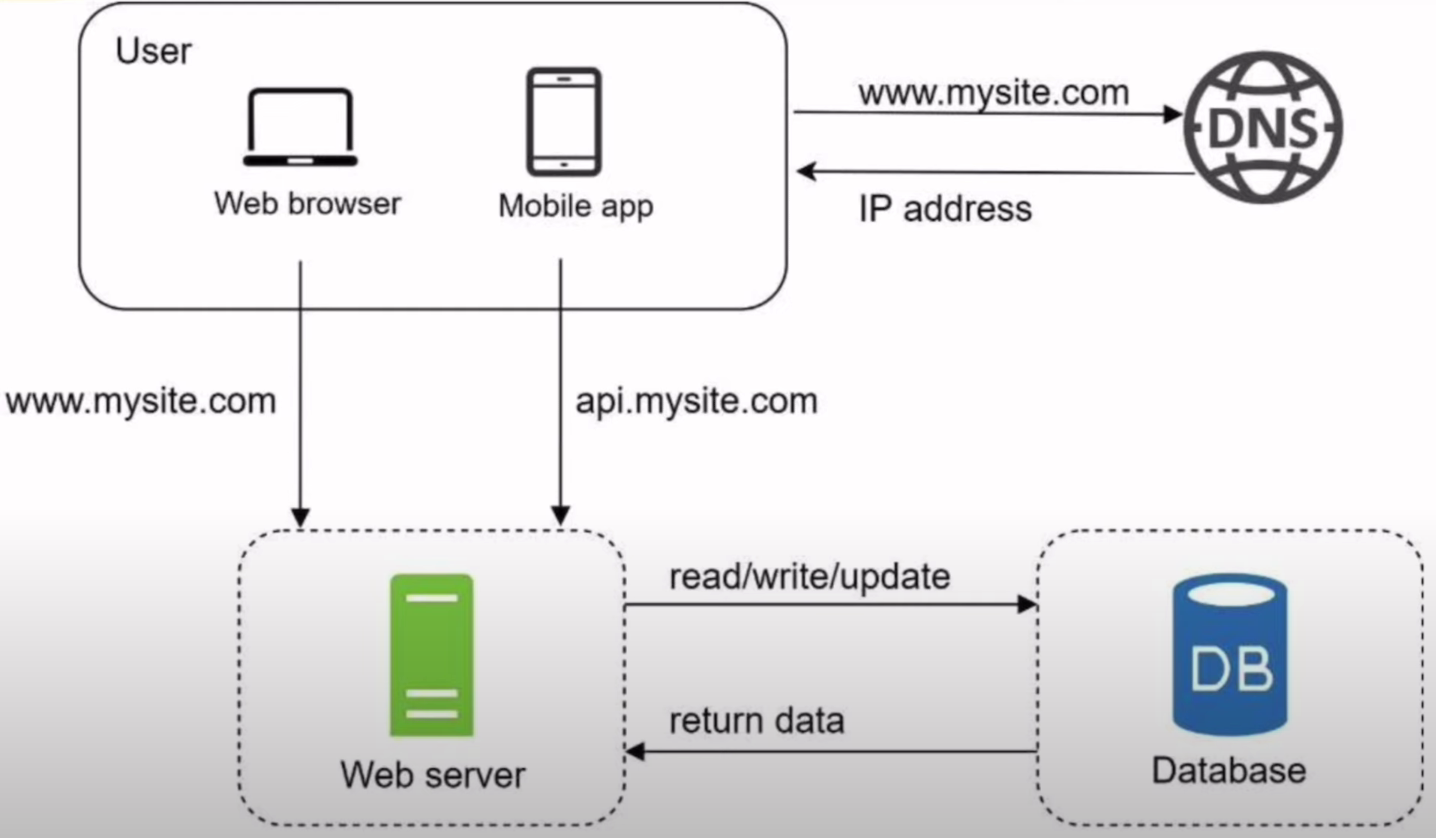 User
www.mysite.com
DNS
Web browser
Mobile app
IP address
www.mysite.com
api.mysite.com
read/write/update
DB
return data
Web server
Database